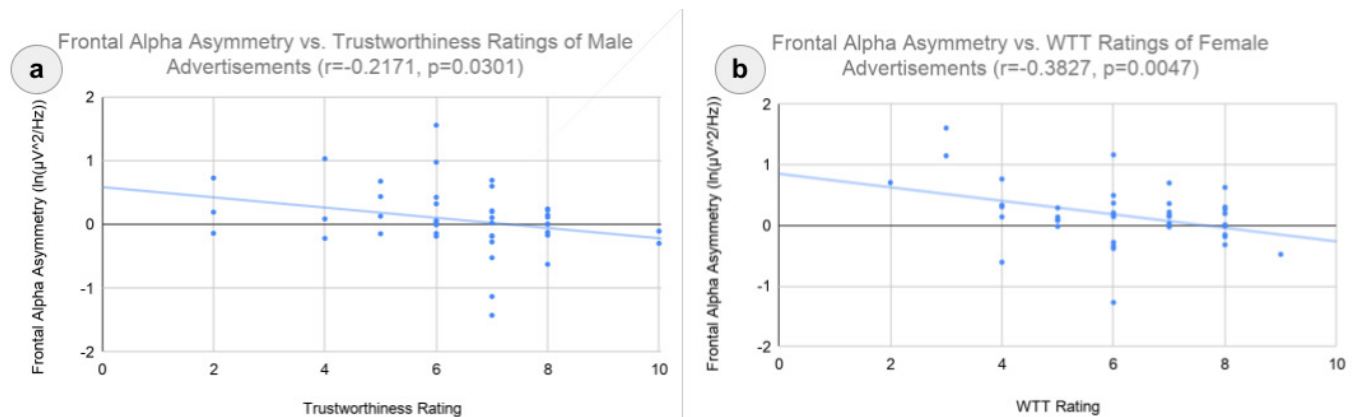 a
Frontal Alpha Asymmetry vs. Trustworthiness Ratings of Male
Advertisements (r=-0.2171, p=0.0301)
Frontal Alpha Asymmetry (ln(µV^2/Hz))
2
1
0
-1
-2
0 2 4 6 8 10
Trustworthiness Rating
b
Frontal Alpha Asymmetry vs. WTT Ratings of Female
Advertisements (r=-0.3827, p=0.0047)
Frontal Alpha Asymmetry (ln(µV^2/Hz))
2
1
0
-1
-2
0 2 4 6 8 10
WTT Rating